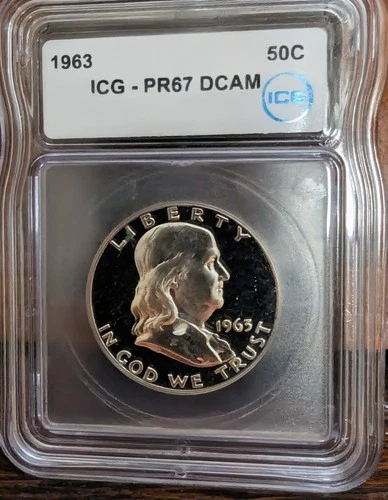 1963 50C
ICG - PR67 DCAM
ICG
LIBERTY
1963
IN GOD WE TRUST